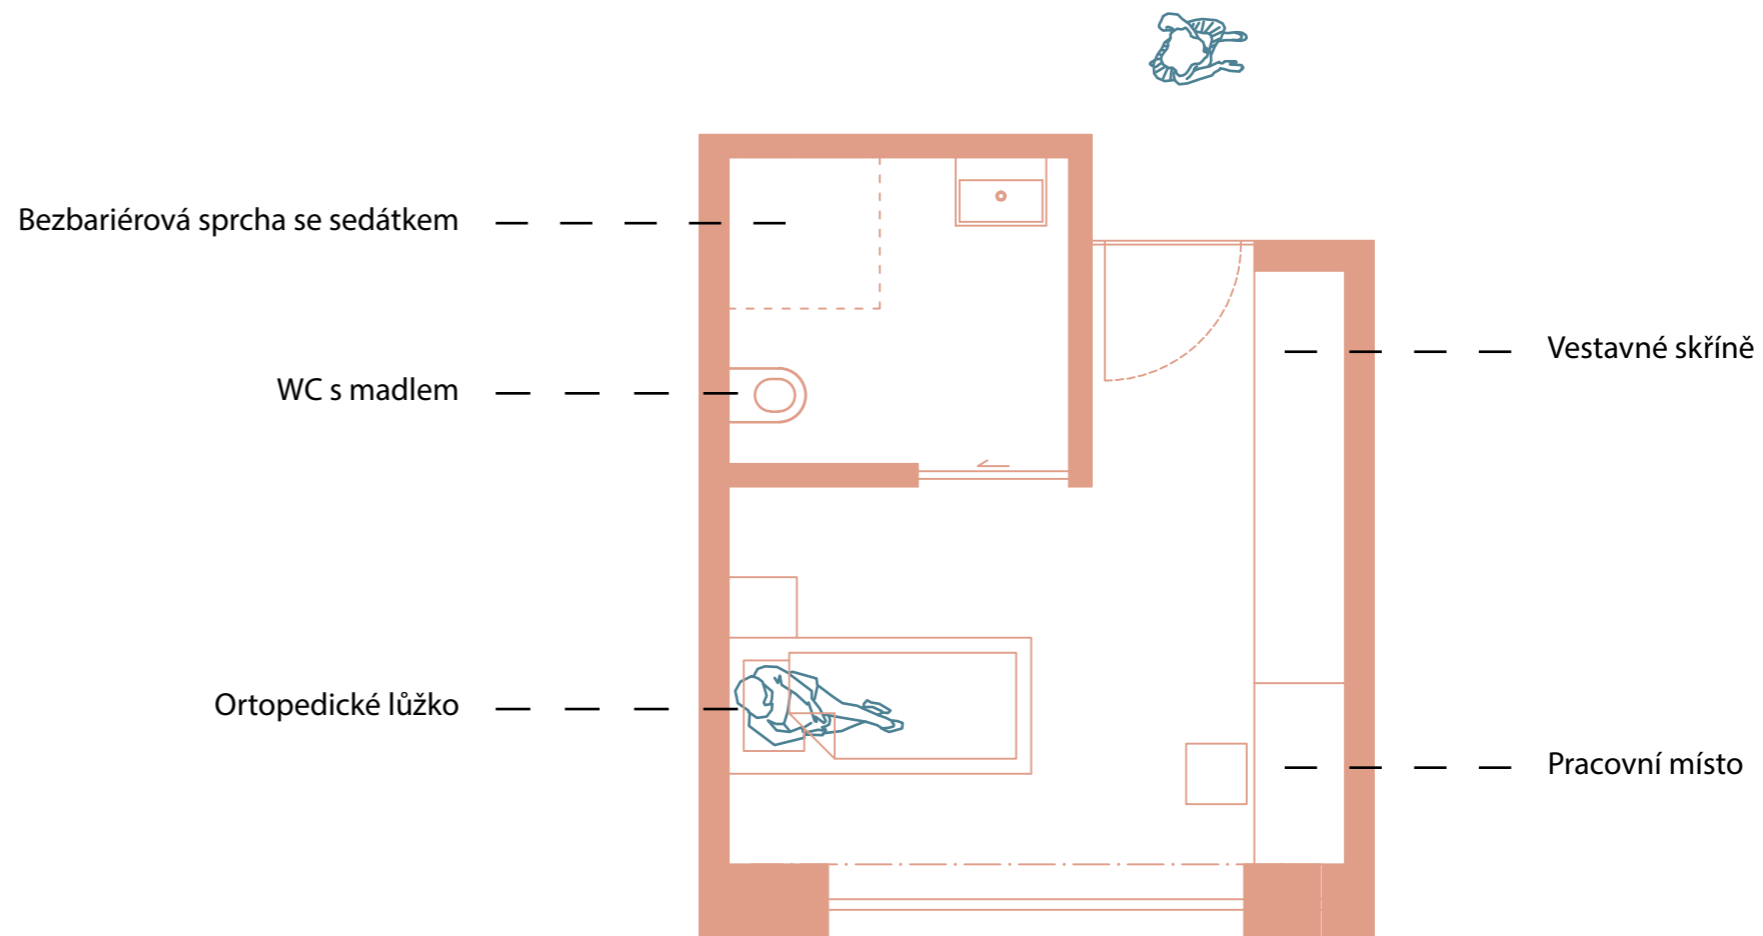 Bezbariérová sprcha se sedátkem
Vestavné skříně
WC s madlem
Ortopedické lůžko
Pracovní místo